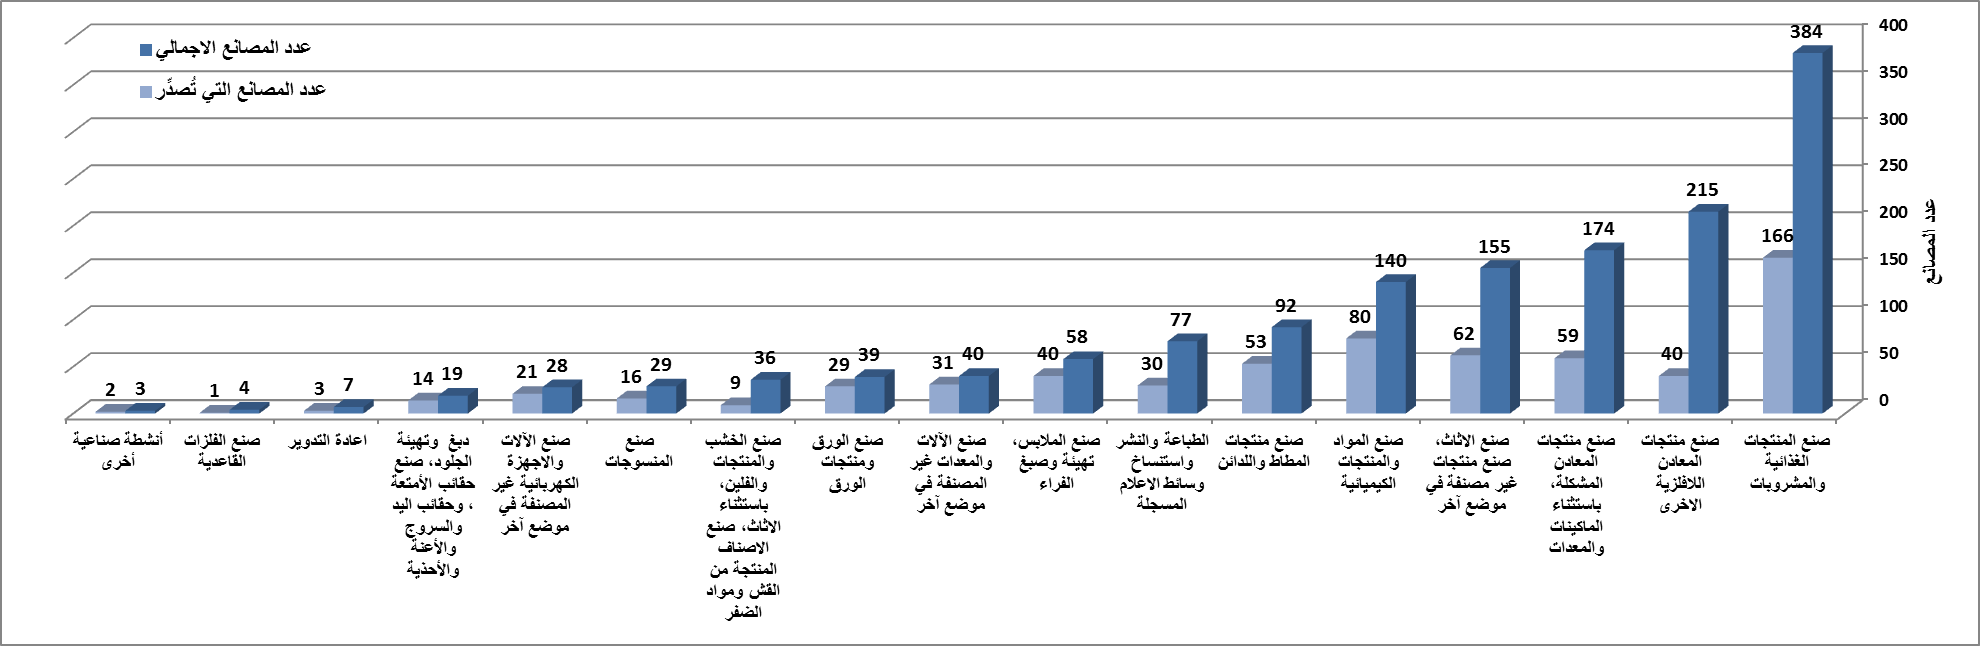 عدد المصانع الاجمالي
عدد المصانع التي تُصدِّر
400
350
300
250
200
150
100
50
0
عدد المصانع
384
166
215
40
174
59
155
62
140
80
92
53
77
30
58
40
40
31
39
29
36
9
29
16
28
21
19
14
7
3
4
1
3
2
صنع المنتجات
الغذائية
والمشروبات
صنع منتجات
المعادن
اللافلزية
الاخرى
صنع منتجات
المعادن
المشكلة،
باستثناء
الماكينات
والمعدات
صنع الاثاث،
صنع منتجات
غير مصنفة في
موضع آخر
صنع المواد
والمنتجات
الكيميائية
صنع منتجات
المطاط واللدائن
الطباعة والنشر
واستنساخ
وسائط الاعلام
المسجلة
صنع الملابس،
تهيئة وصبغ
الفراء
صنع الآلات
والمعدات غير
المصنفة في
موضع آخر
صنع الورق
ومنتجات
الورق
صنع الخشب
والمنتجات
والفلين،
باستثناء
الاثاث، صنع
الاصناف
المنتجة من
القش ومواد
الضفر
صنع
المنسوجات
صنع الآلات
والاجهزة
الكهربائية غير
المصنفة في
موضع آخر
دبغ وتهيئة
الجلود، صنع
حقائب الأمتعة
، وحقائب اليد
والسروج
والأعنة
والأحذية
اعادة التدوير
صنع الفلزات
القاعدية
أنشطة صناعية
أخرى